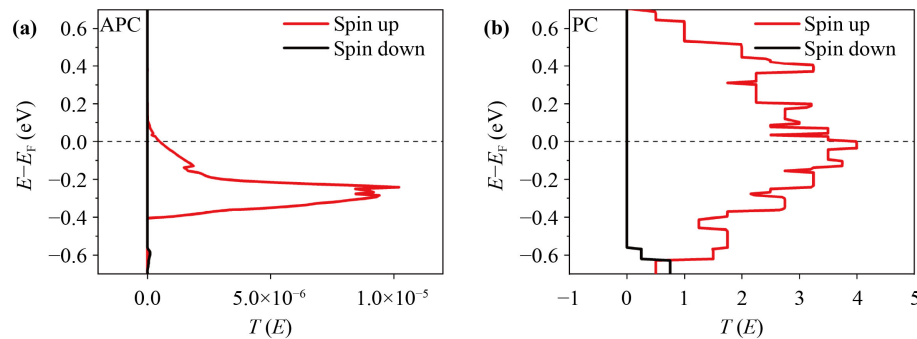 (a)
APC
Spin up
Spin down
E−E_F (eV)
0.6
0.4
0.2
0.0
−0.2
−0.4
−0.6
0.0
5.0×10⁻⁶
1.0×10⁻⁵
T (E)
(b)
PC
Spin up
Spin down
E−E_F (eV)
0.6
0.4
0.2
0.0
−0.2
−0.4
−0.6
−1
0
1
2
3
4
5
T (E)